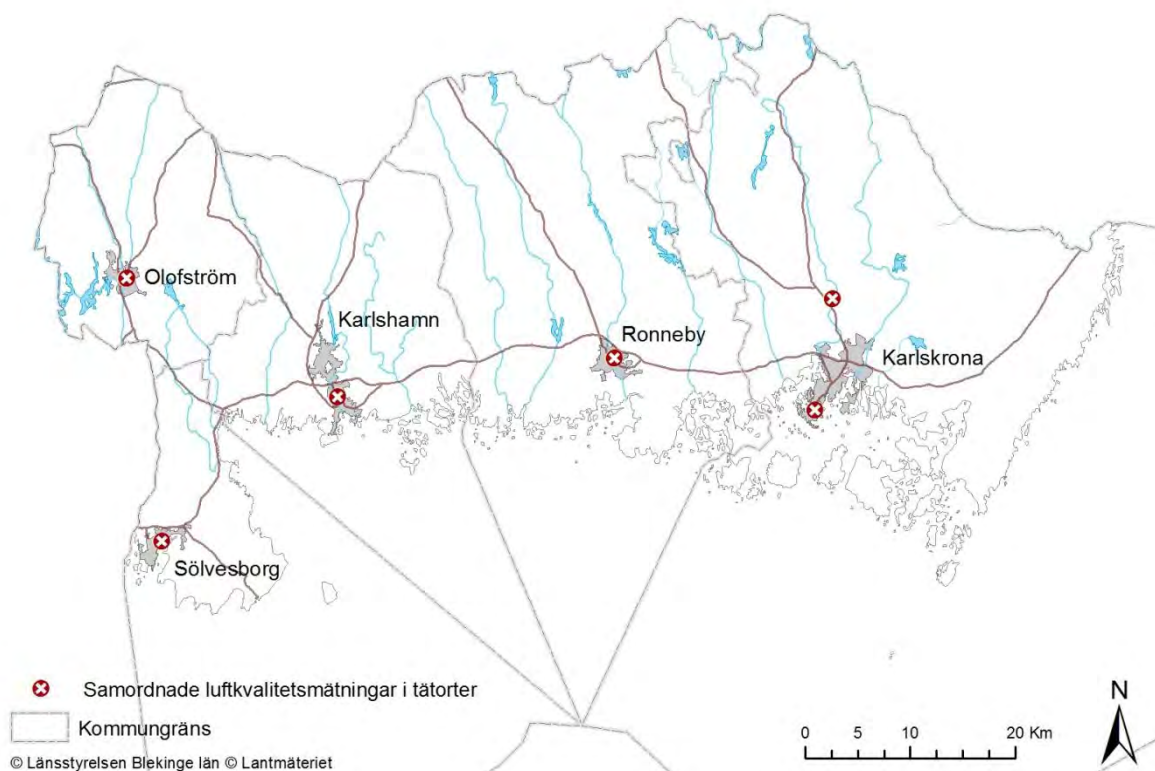 Olofström
Karlshamn
Ronneby
Karlskrona
Sölvesborg
Samordnade luftkvalitetsmätningar i tätorter
Kommungräns
© Länsstyrelsen Blekinge län © Lantmäteriet
N
0 5 10 20 Km